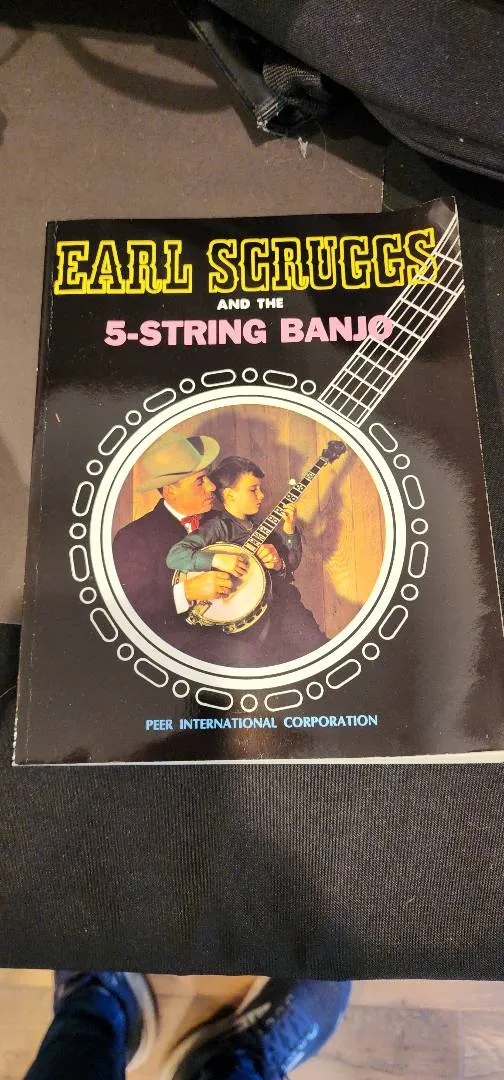 EARL SCRUGGS
AND THE
5-STRING BANJO
PEER INTERNATIONAL CORPORATION